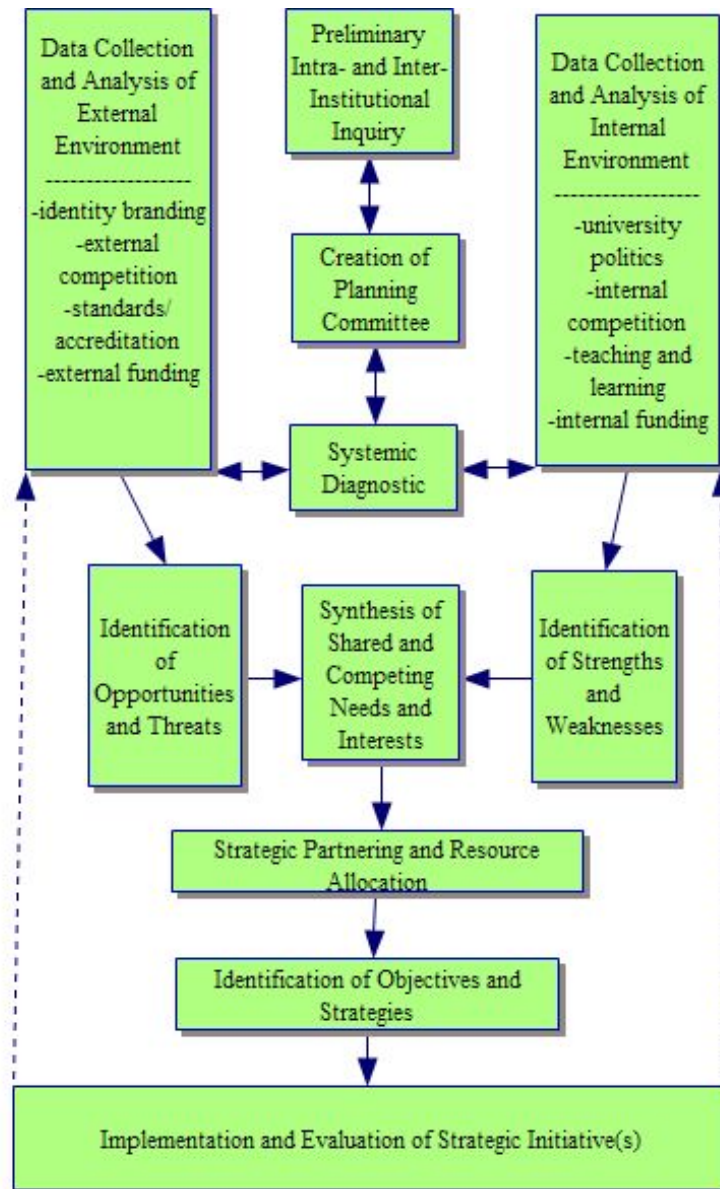 Data Collection
and Analysis of
External
Environment
-------------------
-identity branding
-external
competition
-standards/
accreditation
-external funding
Preliminary
Intra- and Inter-
Institutional
Inquiry
Data Collection
and Analysis of
Internal
Environment
------------------
-university
politics
-internal
competition
-teaching and
learning
-internal funding
Creation of
Planning
Committee
Systemic
Diagnostic
Identification
of
Opportunities
and Threats
Synthesis of
Shared and
Competing
Needs and
Interests
Identification
of Strengths
and
Weaknesses
Strategic Partnering and Resource
Allocation
Identification of Objectives and
Strategies
Implementation and Evaluation of Strategic Initiative(s)